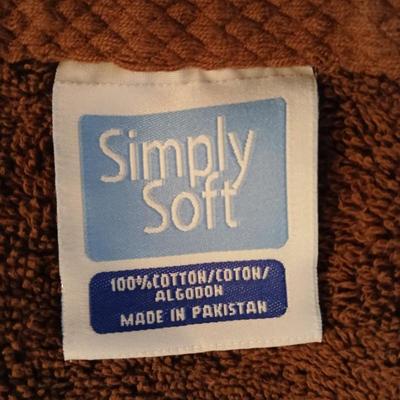 Simply
Soft
100% COTTON/COTON/
ALGODON
MADE IN PAKISTAN